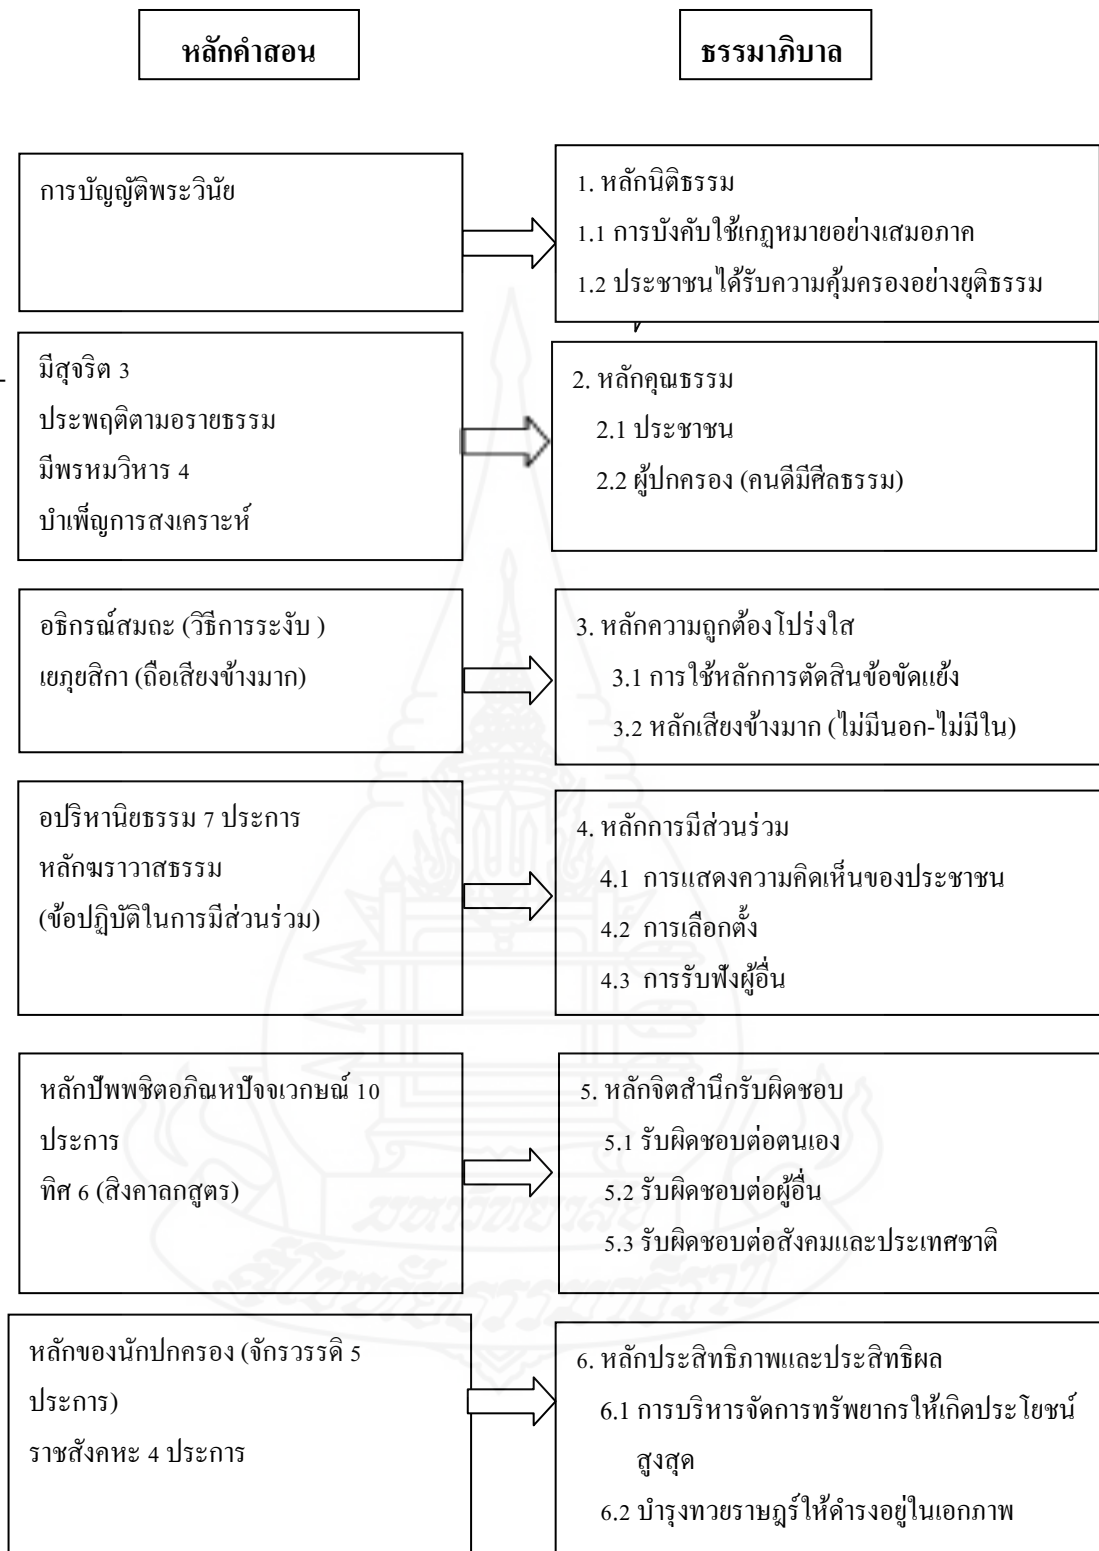 หลักคำสอน
ธรรมาภิบาล
การบัญญัติพระวินัย
1. หลักนิติธรรม
1.1 การบังคับใช้กฎหมายอย่างเสมอภาค
1.2 ประชาชนได้รับความคุ้มครองอย่างยุติธรรม
มีสุจริต 3
ประพฤติตามอรายธรรม
มีพรหมวิหาร 4
บำเพ็ญการสงเคราะห์
2. หลักคุณธรรม
2.1 ประชาชน
2.2 ผู้ปกครอง (คนดีมีศีลธรรม)
อธิกรณ์สมถะ (วิธีการระงับ )
เยภุยสิกา (ถือเสียงข้างมาก)
3. หลักความถูกต้องโปร่งใส
3.1 การใช้หลักการตัดสินข้อขัดแย้ง
3.2 หลักเสียงข้างมาก (ไม่มีนอก-ไม่มีใน)
อปริหานิยธรรม 7 ประการ
หลักฆราวาสธรรม
(ข้อปฏิบัติในการมีส่วนร่วม)
4. หลักการมีส่วนร่วม
4.1 การแสดงความคิดเห็นของประชาชน
4.2 การเลือกตั้ง
4.3 การรับฟังผู้อื่น
หลักปัพพชิตอภิณหปัจจเวกษณ์ 10
ประการ
ทิศ 6 (สิงคาลกสูตร)
5. หลักจิตสำนึกรับผิดชอบ
5.1 รับผิดชอบต่อตนเอง
5.2 รับผิดชอบต่อผู้อื่น
5.3 รับผิดชอบต่อสังคมและประเทศชาติ
มหาวิทยาลัย
สุโขทัยธรรมาธิราช
หลักของนักปกครอง (จักรวรรดิ 5
ประการ)
ราชสังคหะ 4 ประการ
6. หลักประสิทธิภาพและประสิทธิผล
6.1 การบริหารจัดการทรัพยากรให้เกิดประโยชน์
สูงสุด
6.2 บำรุงทวยราษฎร์ให้ดำรงอยู่ในเอกภาพ